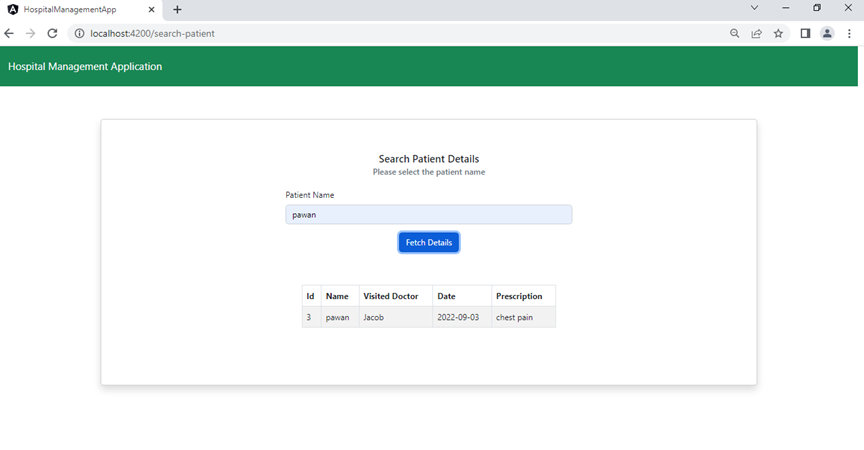 HospitalManagementApp
localhost:4200/search-patient
Hospital Management Application
Search Patient Details
Please select the patient name
Patient Name
pawan
Fetch Details
Id Name Visited Doctor Date Prescription
3 pawan Jacob 2022-09-03 chest pain